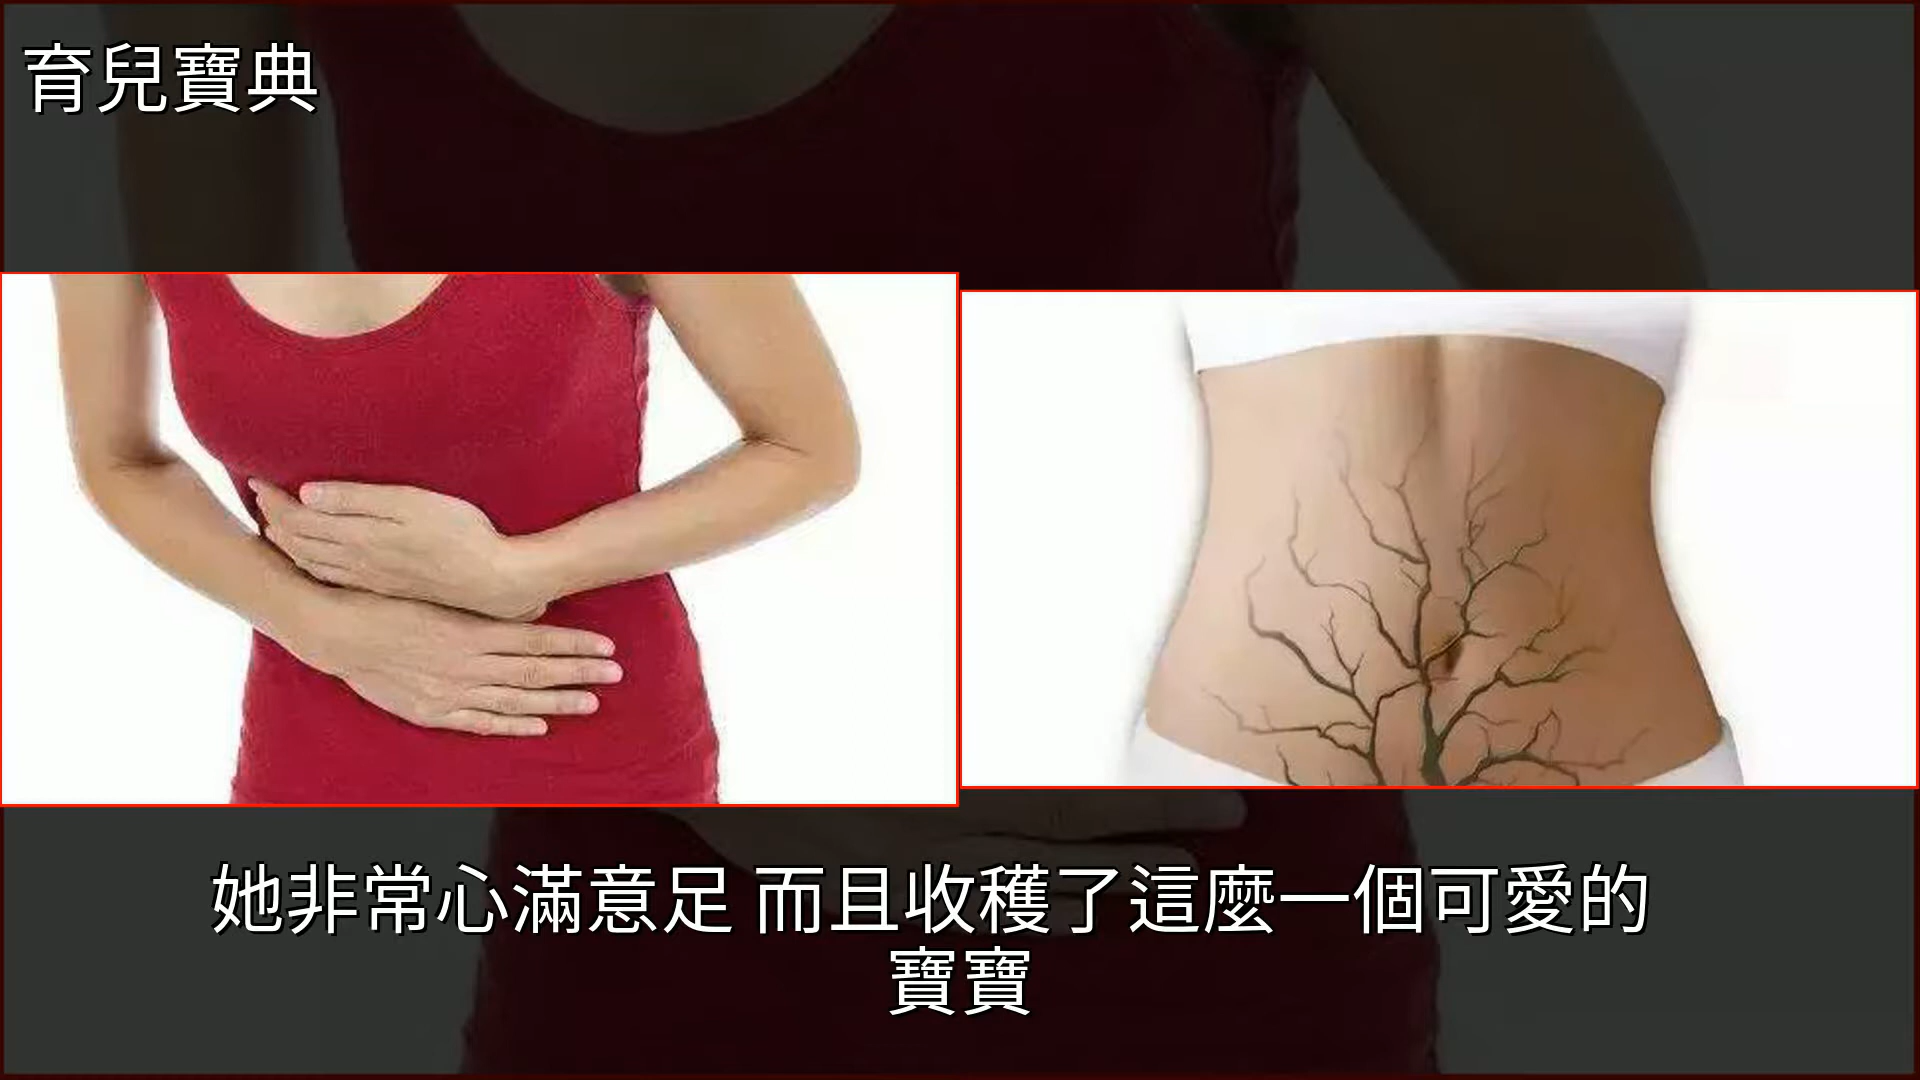 育兒寶典
她非常心滿意足 而且收穫了這麼一個可愛的
寶寶